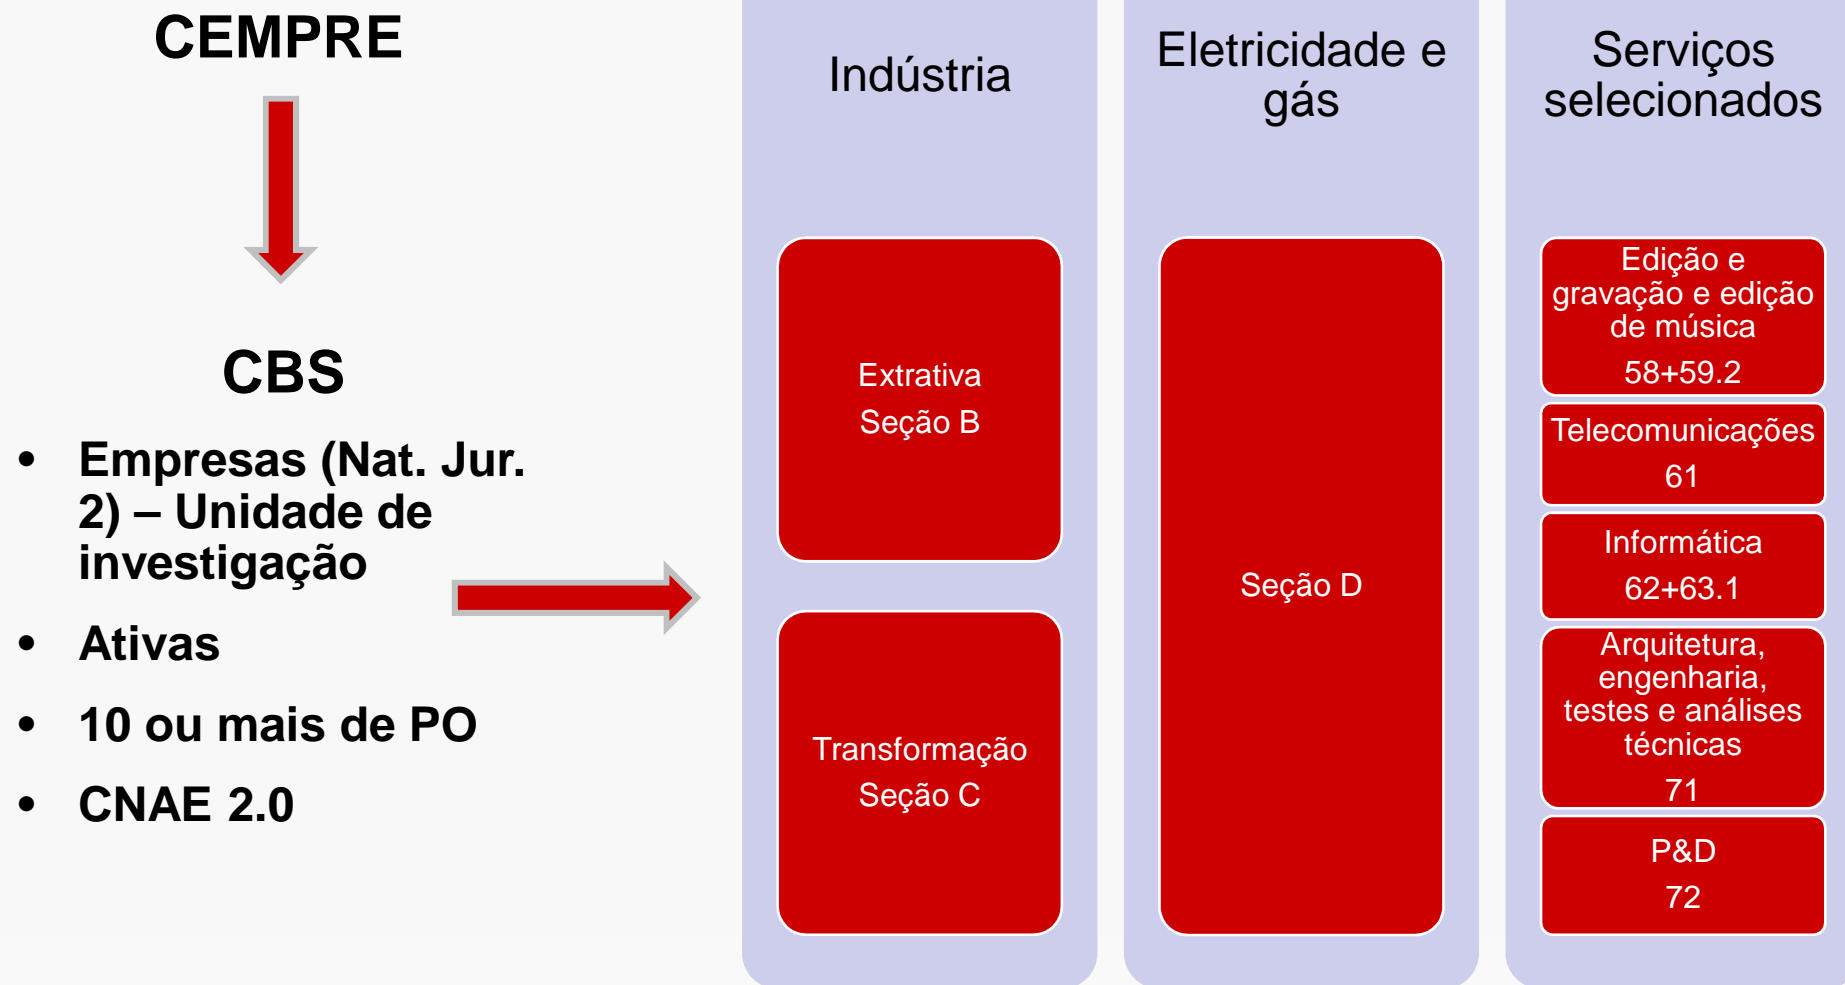 CEMPRE
CBS
• Empresas (Nat. Jur.
2) – Unidade de
investigação
• Ativas
• 10 ou mais de PO
• CNAE 2.0
Indústria
Extrativa
Seção B
Transformação
Seção C
Eletricidade e
gás
Seção D
Serviços
selecionados
Edição e
gravação e edição
de música
58+59.2
Telecomunicações
61
Informática
62+63.1
Arquitetura,
engenharia,
testes e análises
técnicas
71
P&D
72